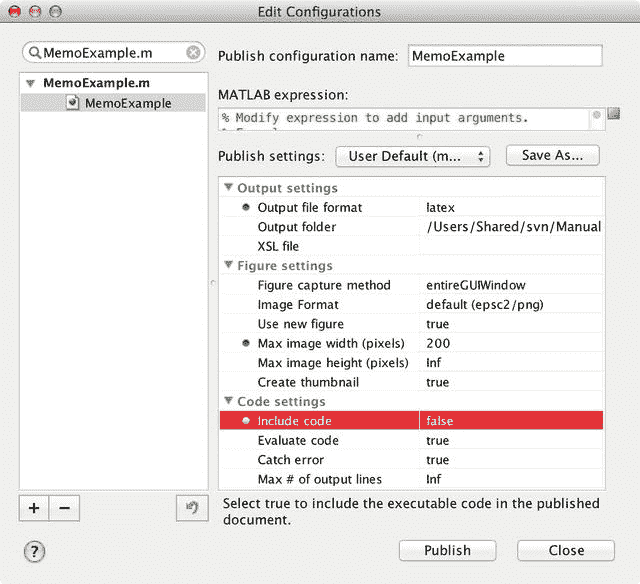 Edit Configurations
MemoExample.m
Publish configuration name: MemoExample
MemoExample.m
MemoExample
MATLAB expression:
% Modify expression to add input arguments.
Publish settings: User Default (m... Save As...
Output settings
Output file format latex
Output folder /Users/Shared/svn/Manual
XSL file
Figure settings
Figure capture method entireGUIWindow
Image Format default (epsc2/png)
Use new figure true
Max image width (pixels) 200
Max image height (pixels) Inf
Create thumbnail true
Code settings
Include code false
Evaluate code true
Catch error true
Max # of output lines Inf
+ −
Select true to include the executable code in the published
document.
? Publish Close